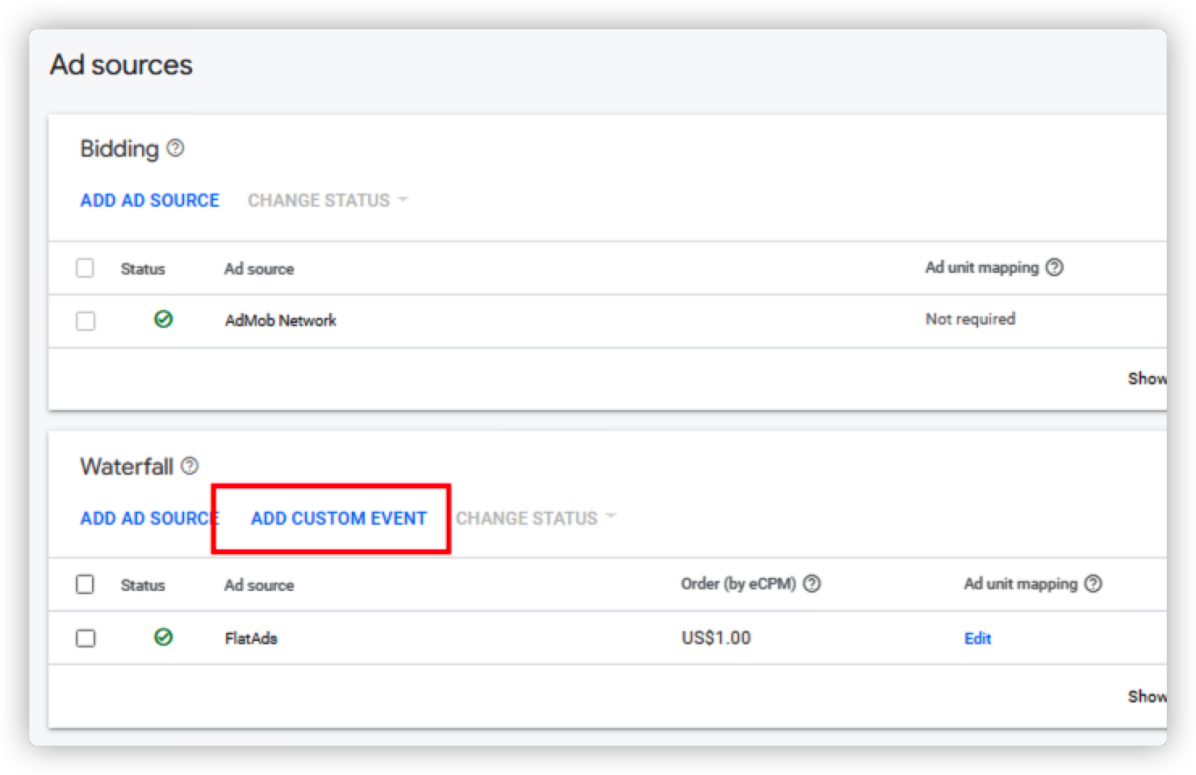 Ad sources
Bidding
ADD AD SOURCE CHANGE STATUS
Status Ad source Ad unit mapping
AdMob Network Not required
Show
Waterfall
ADD AD SOURCE ADD CUSTOM EVENT CHANGE STATUS
Status Ad source Order (by eCPM) Ad unit mapping
FlatAds US$1.00 Edit
Show